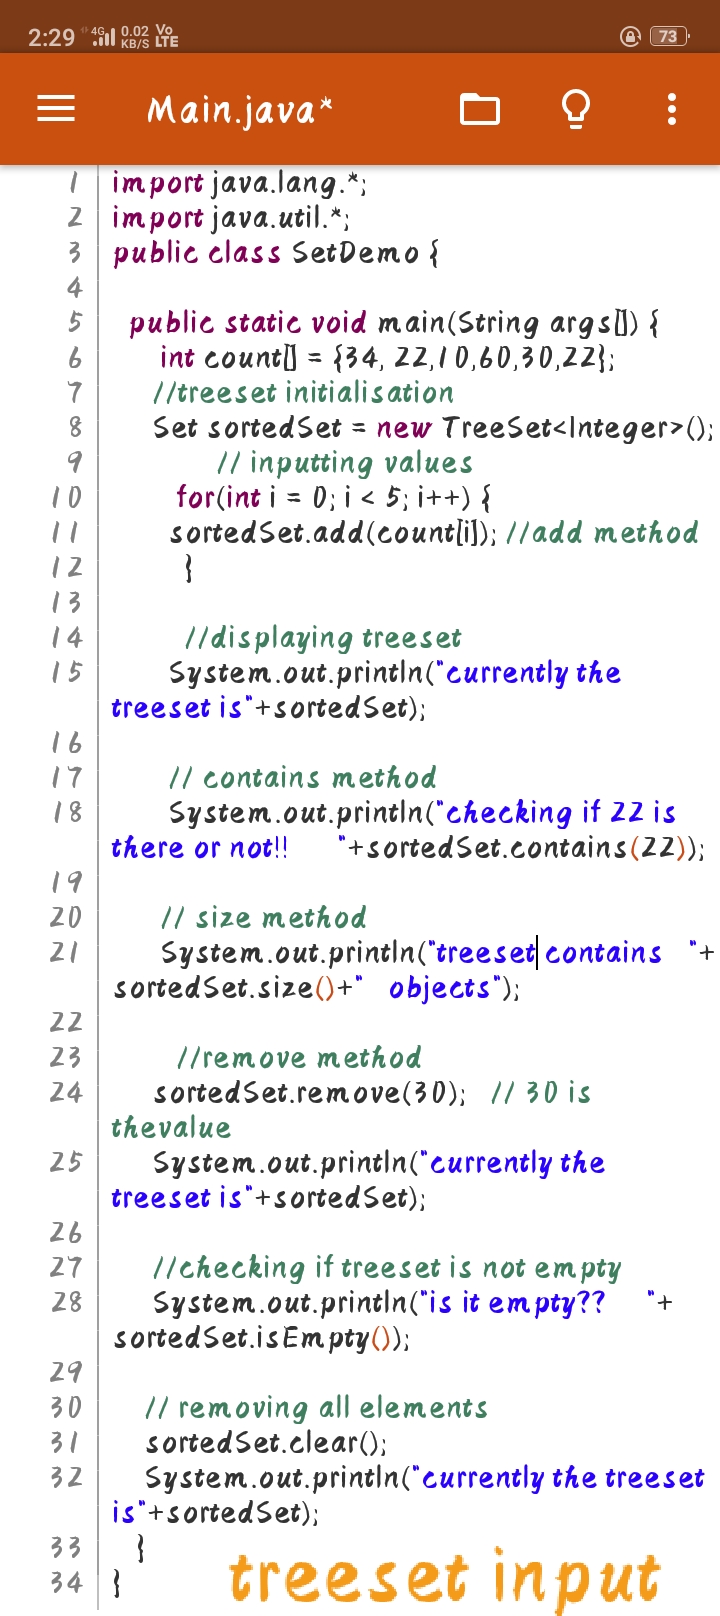 2:29 4G 0.02 KB/S Vo LTE 73
Main.java*
1 import java.lang.*;
2 import java.util.*;
3 public class SetDemo {
4
5 public static void main(String args[]) {
6 int count[] = {34, 22,10,60,30,22};
7 //treeset initialisation
8 Set sortedSet = new TreeSet<Integer>();
9 // inputting values
10 for(int i = 0; i < 5; i++) {
11 sortedSet.add(count[i]); //add method
12 }
13
14 //displaying treeset
15 System.out.println("currently the
treeset is"+sortedSet);
16
17 // contains method
18 System.out.println("checking if 22 is
there or not!! "+sortedSet.contains(22));
19
20 // size method
21 System.out.println("treeset contains "+
sortedSet.size()+" objects");
22
23 //remove method
24 sortedSet.remove(30); // 30 is
thevalue
25 System.out.println("currently the
treeset is"+sortedSet);
26
27 //checking if treeset is not empty
28 System.out.println("is it empty?? "+
sortedSet.isEmpty());
29
30 // removing all elements
31 sortedSet.clear();
32 System.out.println("currently the treeset
is"+sortedSet);
33 }
34 }
treeset input